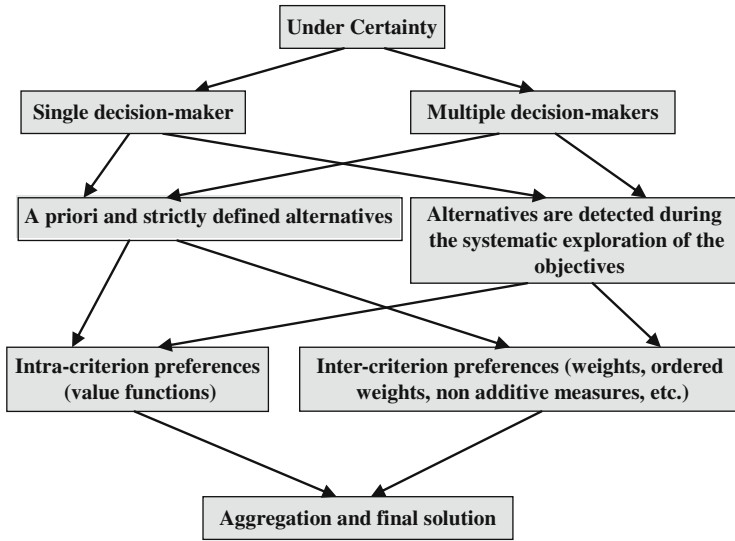 Under Certainty
Single decision-maker
Multiple decision-makers
A priori and strictly defined alternatives
Alternatives are detected during
the systematic exploration of the
objectives
Intra-criterion preferences
(value functions)
Inter-criterion preferences (weights, ordered
weights, non additive measures, etc.)
Aggregation and final solution